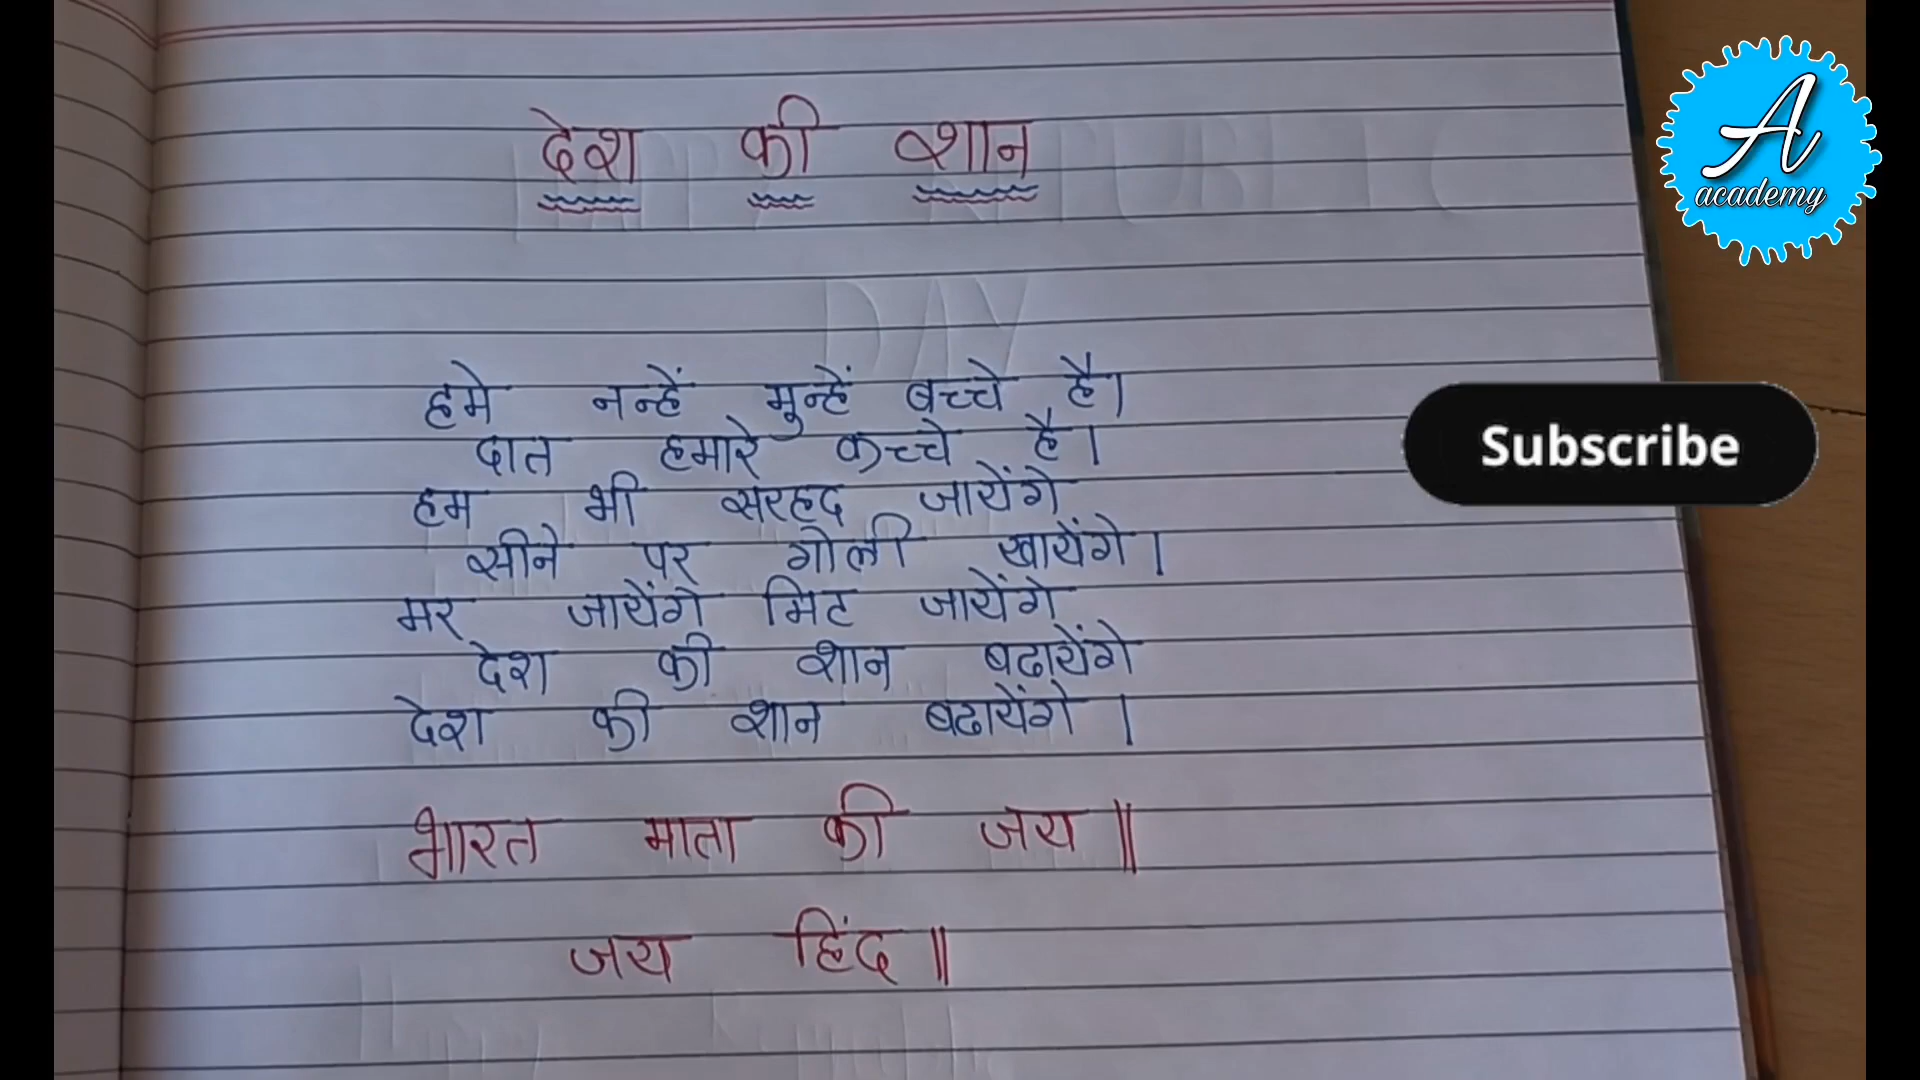 देश की शान
हमे नन्हें मुन्हें बच्चे है।
दात हमारे कच्चे है।
हम भी सरहद जायेंगे
सीने पर गोली खायेंगे।
मर जायेंगे मिट जायेंगे
देश की शान बढायेंगे
देश की शान बढायेंगे।
भारत माता की जय॥
जय हिंद॥
A
academy
Subscribe